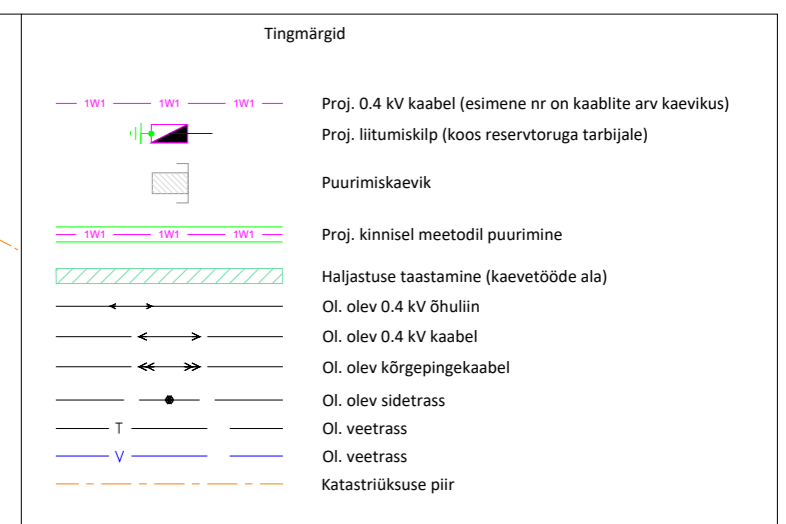 Tingmärgid
1W1 1W1 1W1 Proj. 0.4 kV kaabel (esimene nr on kaablite arv kaevikus)
Proj. liitumiskilp (koos reservtoruga tarbijale)
Puurimiskaevik
1W1 1W1 1W1 Proj. kinnisel meetodil puurimine
Haljastuse taastamine (kaevetööde ala)
Ol. olev 0.4 kV õhuliin
Ol. olev 0.4 kV kaabel
Ol. olev kõrgepingekaabel
Ol. olev sidetrass
T Ol. veetrass
V Ol. veetrass
Katastriüksuse piir